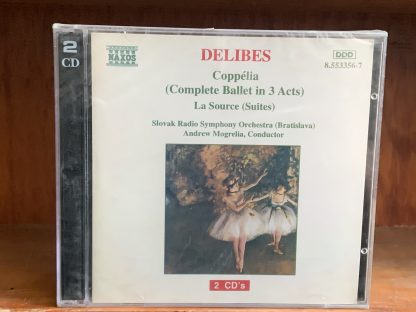 2
CD
NAXOS
DELIBES
DDD
8.553356-7
Coppélia
(Complete Ballet in 3 Acts)
La Source (Suites)
Slovak Radio Symphony Orchestra (Bratislava)
Andrew Mogrelia, Conductor
2 CD's